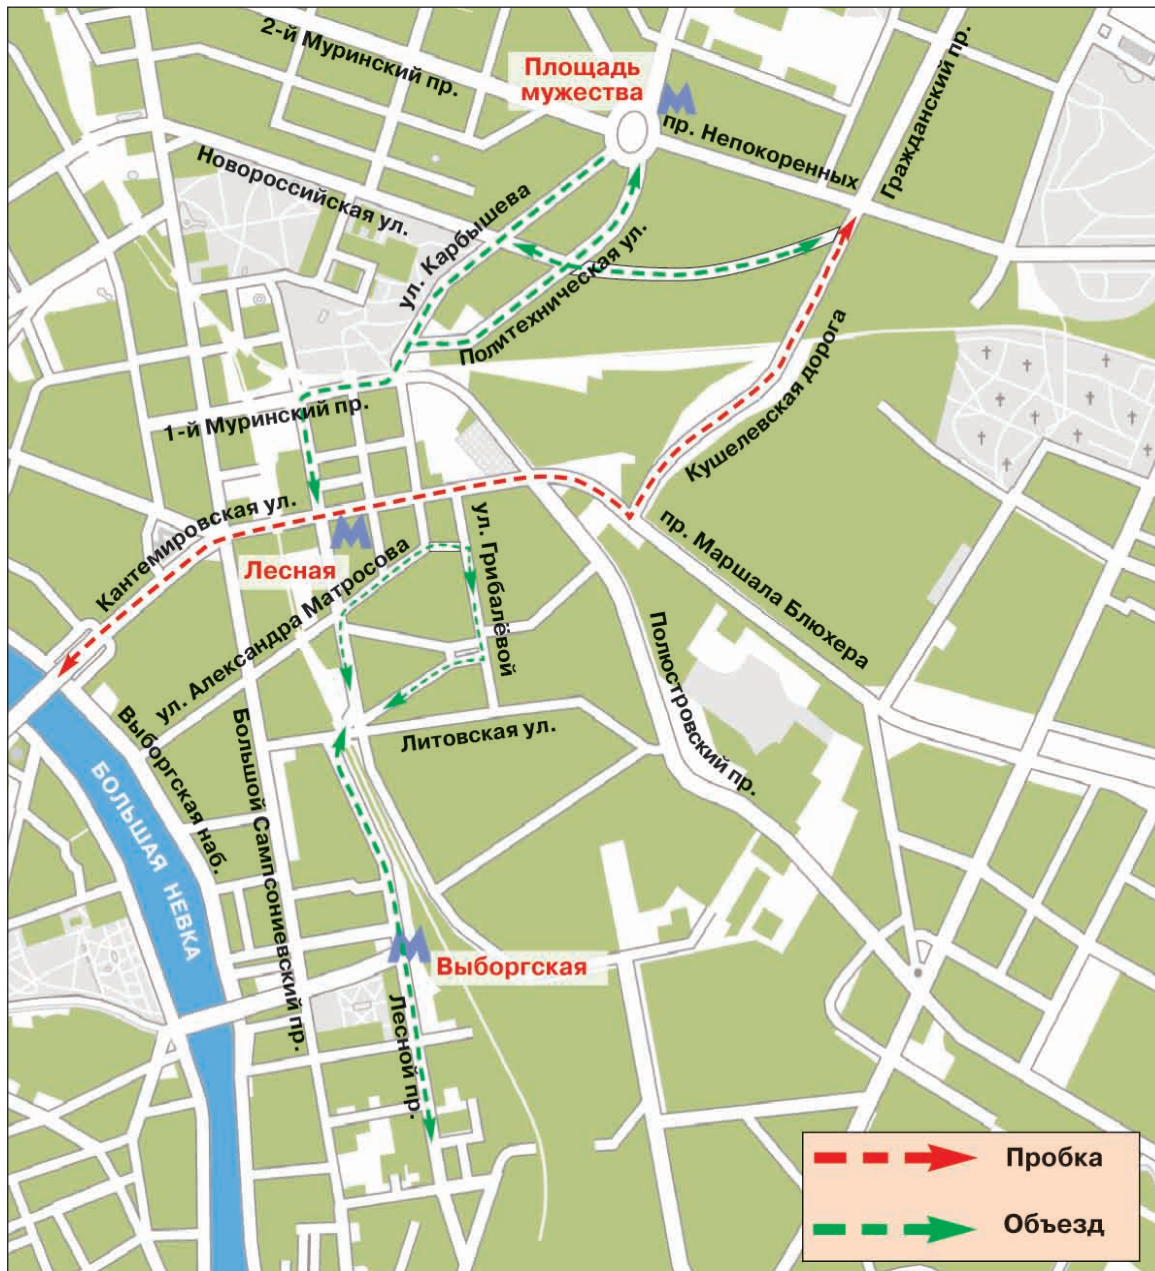 2-й Муринский пр.
Площадь
мужества
М
пр. Непокоренных
Гражданский пр.
Новороссийская ул.
ул. Карбышева
Политехническая ул.
1-й Муринский пр.
Кушелевская дорога
Кантемировская ул.
М
Лесная
ул. Александра Матросова
ул. Грибалёвой
пр. Маршала Блюхера
Полюстровский пр.
Выборгская наб.
Большой Сампсониевский пр.
Литовская ул.
БОЛЬШАЯ НЕВКА
М
Выборгская
Лесной пр.
Пробка
Объезд